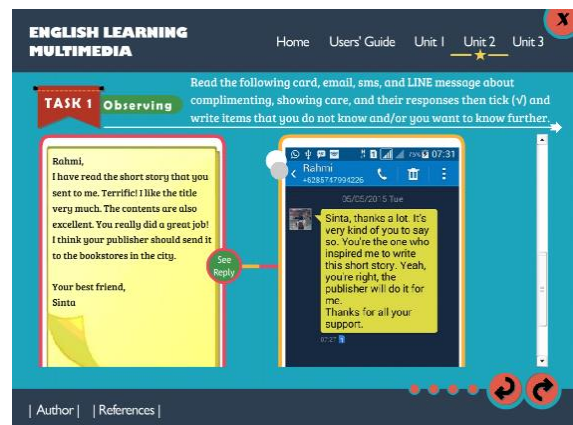 X
ENGLISH LEARNING
MULTIMEDIA
Home Users' Guide Unit 1 Unit 2 Unit 3
Read the following card, email, sms, and LINE message about
TASK 1 Observing complimenting, showing care, and their responses then tick (√) and
write items that you do not know and/or you want to know further.
Rahmi,
I have read the short story that you
sent to me. Terrific! I like the title
very much. The contents are also
excellent. You really did a great job!
I think your publisher should send it
to the bookstores in the city.
Your best friend,
Sinta
See
Reply
75% 07:31
Rahmi
+6285747994226
05/05/2015 Tue
Sinta, thanks a lot. It's
very kind of you to say
so. You're the one who
inspired me to write
this short story. Yeah,
you're right, the
publisher will do it for
me.
Thanks for all your
support.
07:27
| Author | | References |